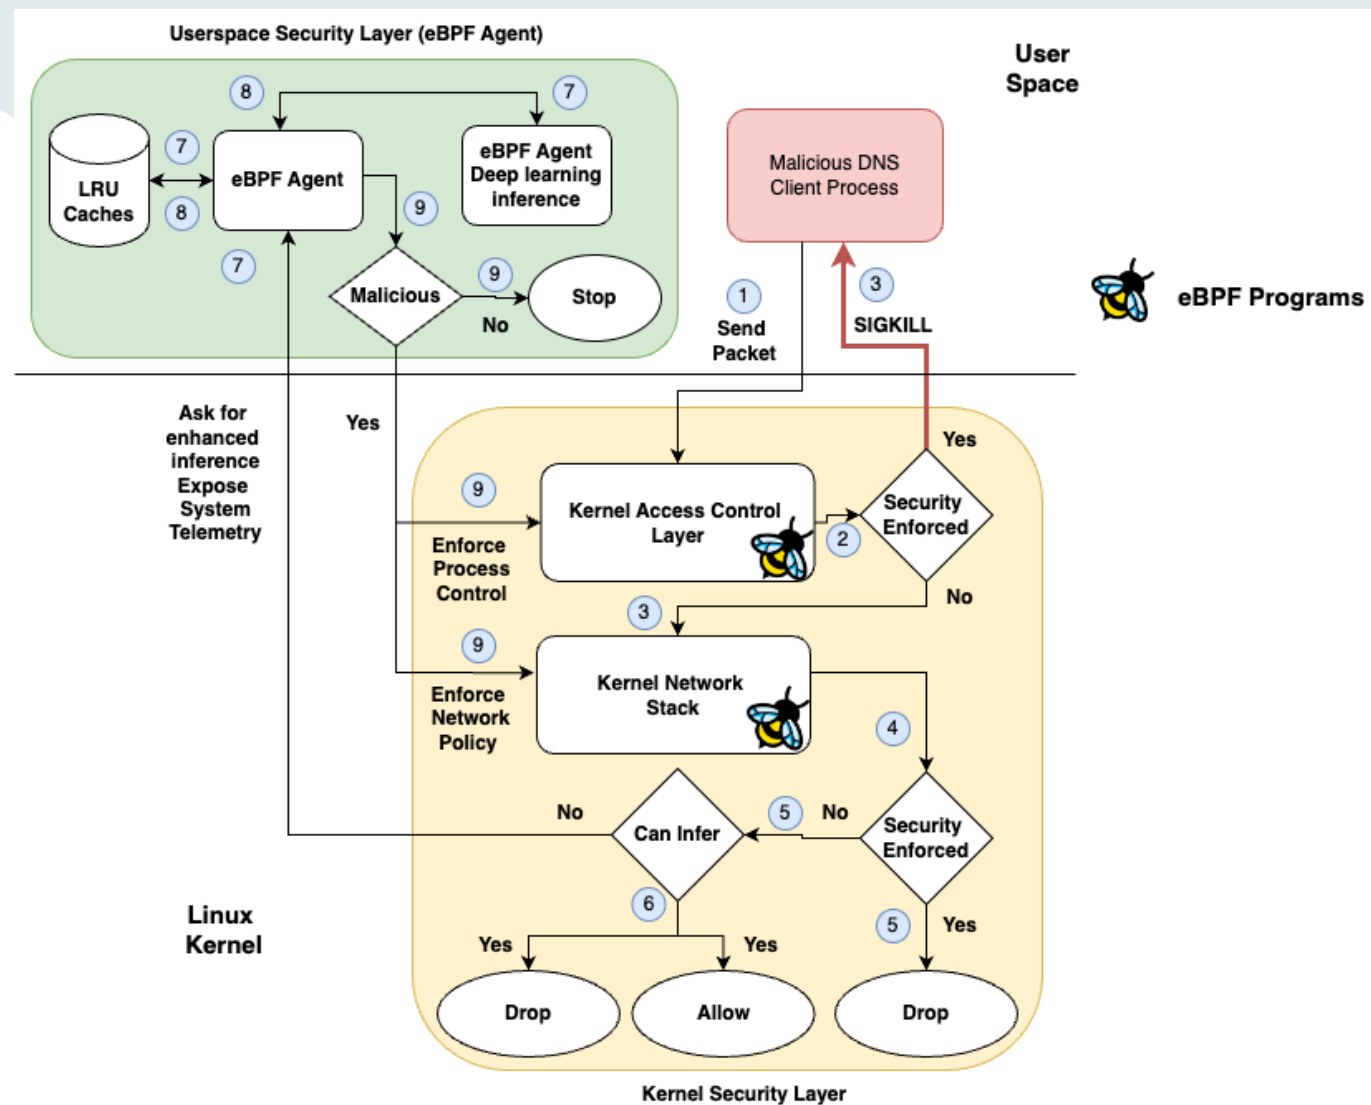 Userspace Security Layer (eBPF Agent)
User
Space
8
7
LRU
Caches
7
8
eBPF Agent
eBPF Agent
Deep learning
inference
9
7
Malicious
9
No
Stop
Malicious DNS
Client Process
1
Send
Packet
3
SIGKILL
eBPF Programs
Ask for
enhanced
inference
Expose
System
Telemetry
Yes
Yes
9
Enforce
Process
Control
Kernel Access Control
Layer
2
Security
Enforced
No
3
9
Enforce
Network
Policy
Kernel Network
Stack
4
No
Can Infer
5
No
Security
Enforced
6
5
Yes
Yes
Yes
Drop
Allow
Drop
Linux
Kernel
Kernel Security Layer